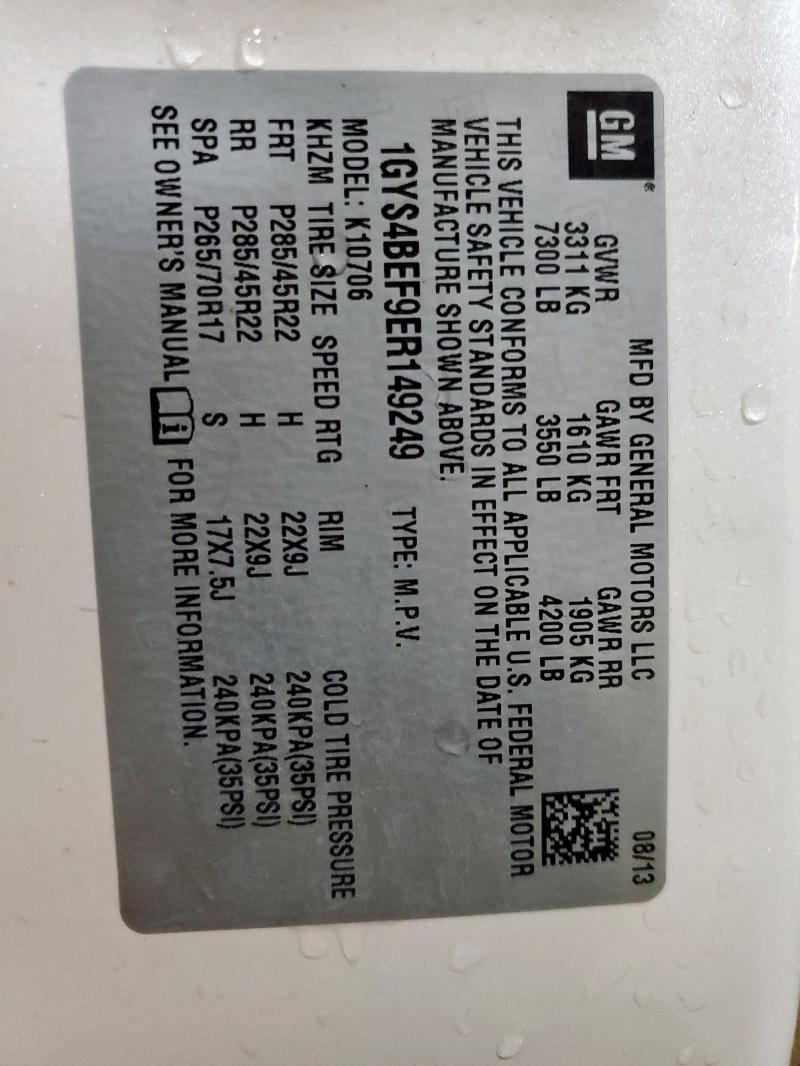 GM®
MFD BY GENERAL MOTORS LLC 08/13
GVWR GAWR FRT GAWR RR
3311 KG 1610 KG 1905 KG
7300 LB 3550 LB 4200 LB
THIS VEHICLE CONFORMS TO ALL APPLICABLE U.S. FEDERAL MOTOR
VEHICLE SAFETY STANDARDS IN EFFECT ON THE DATE OF
MANUFACTURE SHOWN ABOVE.
1GYS4BEF9ER149249 TYPE: M.P.V.
MODEL: K10706
KHZM TIRE SIZE SPEED RTG RIM COLD TIRE PRESSURE
FRT P285/45R22 H 22X9J 240KPA(35PSI)
RR P285/45R22 H 22X9J 240KPA(35PSI)
SPA P265/70R17 S 17X7.5J 240KPA(35PSI)
SEE OWNER'S MANUAL i FOR MORE INFORMATION.